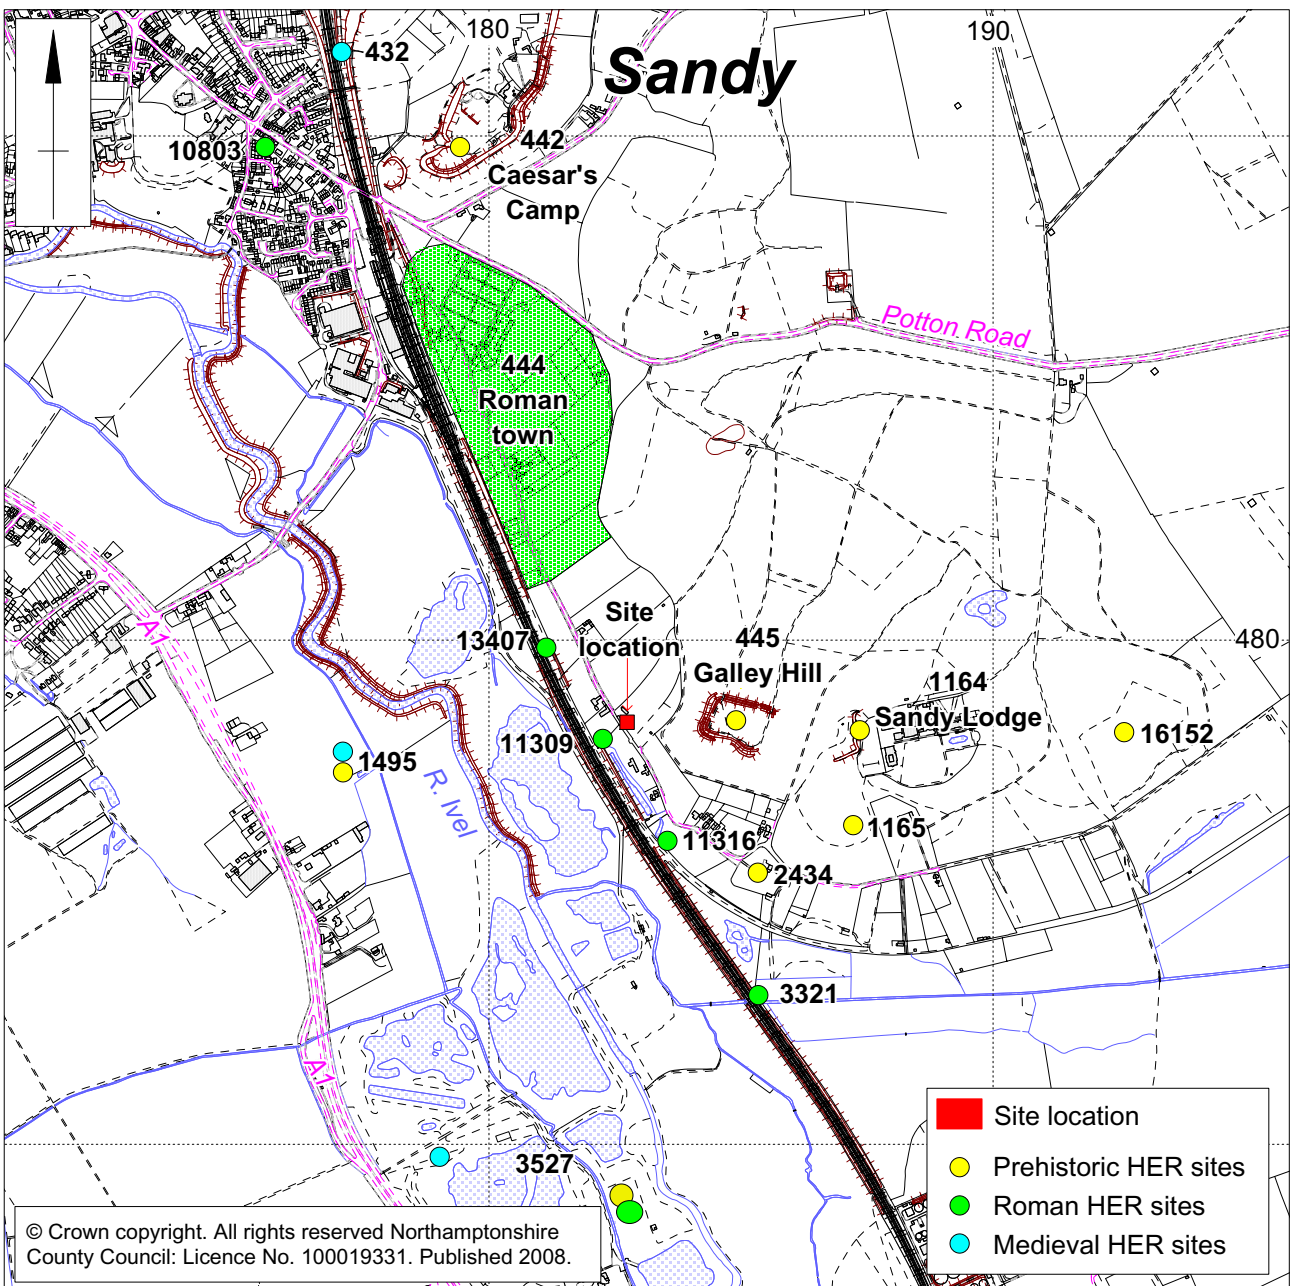 180
190
Sandy
432
10803
442
Caesar's
Camp
Potton Road
444
Roman
town
A1
13407
Site
location
445
Galley Hill
480
1164
Sandy Lodge
16152
11309
1495
R. Ivel
1165
11316
2434
3321
A1
3527
Site location
Prehistoric HER sites
Roman HER sites
Medieval HER sites
© Crown copyright. All rights reserved Northamptonshire
County Council: Licence No. 100019331. Published 2008.